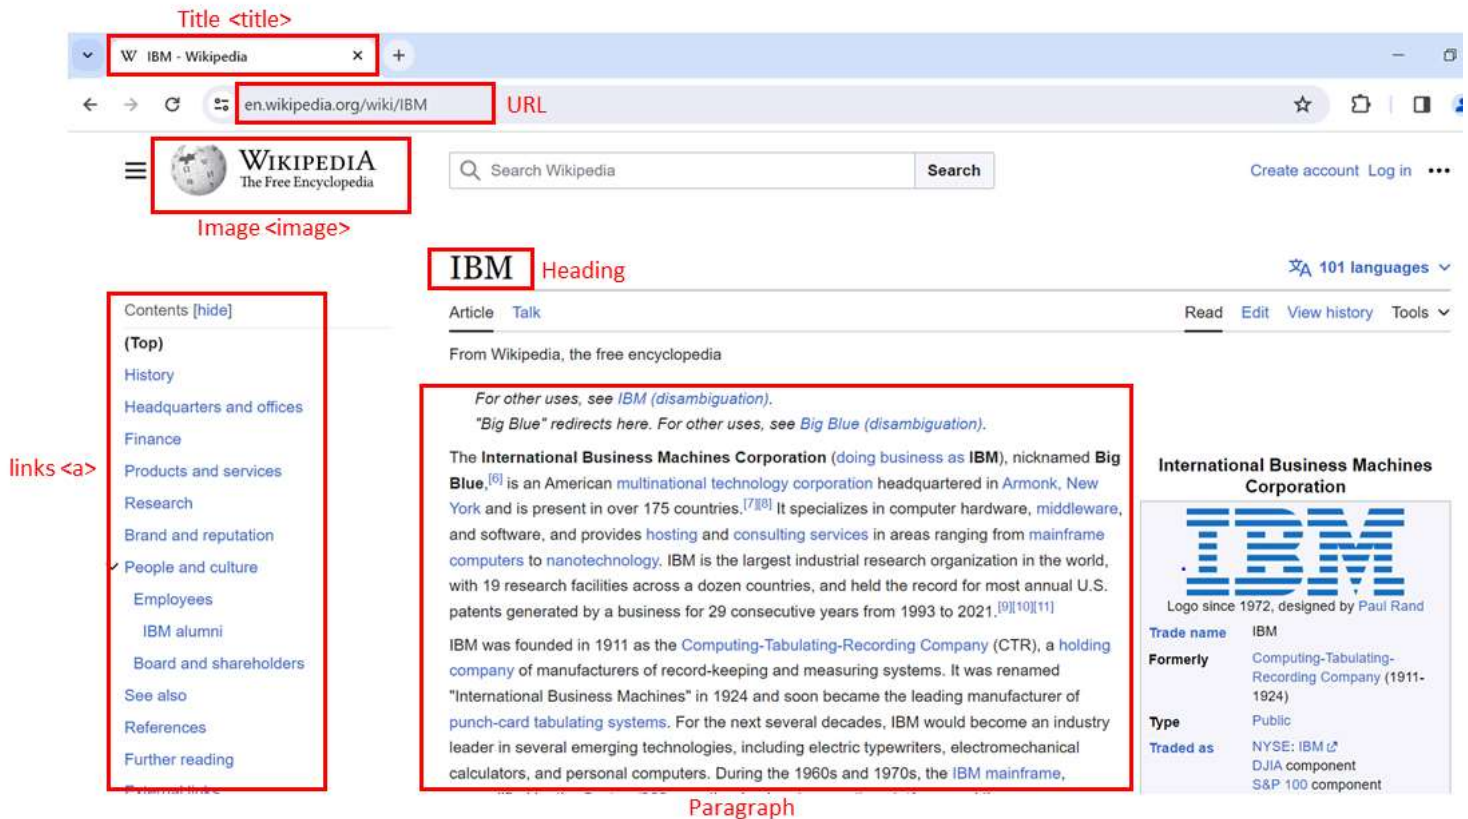 Title <title>
W IBM - Wikipedia
en.wikipedia.org/wiki/IBM
URL
WIKIPEDIA
The Free Encyclopedia
Search Wikipedia
Search
Create account Log in
Image <image>
IBM
Heading
101 languages
Article Talk
Read Edit View history Tools
From Wikipedia, the free encyclopedia
links <a>
Contents [hide]
(Top)
History
Headquarters and offices
Finance
Products and services
Research
Brand and reputation
People and culture
Employees
IBM alumni
Board and shareholders
See also
References
Further reading
External links
For other uses, see IBM (disambiguation).
"Big Blue" redirects here. For other uses, see Big Blue (disambiguation).
The International Business Machines Corporation (doing business as IBM), nicknamed Big
Blue,[6] is an American multinational technology corporation headquartered in Armonk, New
York and is present in over 175 countries.[7][8] It specializes in computer hardware, middleware,
and software, and provides hosting and consulting services in areas ranging from mainframe
computers to nanotechnology. IBM is the largest industrial research organization in the world,
with 19 research facilities across a dozen countries, and held the record for most annual U.S.
patents generated by a business for 29 consecutive years from 1993 to 2021.[9][10][11]
IBM was founded in 1911 as the Computing-Tabulating-Recording Company (CTR), a holding
company of manufacturers of record-keeping and measuring systems. It was renamed
"International Business Machines" in 1924 and soon became the leading manufacturer of
punch-card tabulating systems. For the next several decades, IBM would become an industry
leader in several emerging technologies, including electric typewriters, electromechanical
calculators, and personal computers. During the 1960s and 1970s, the IBM mainframe,
Paragraph
International Business Machines
Corporation
IBM
Logo since 1972, designed by Paul Rand
Trade name IBM
Formerly Computing-Tabulating-
Recording Company (1911-
1924)
Type Public
Traded as NYSE: IBM
DJIA component
S&P 100 component